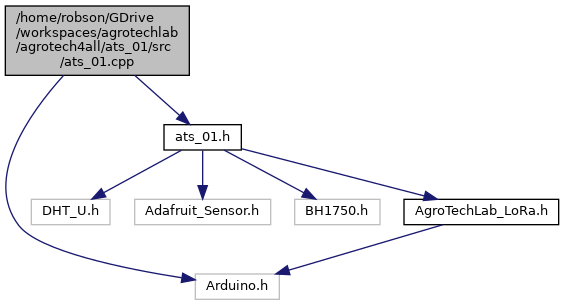 /home/robson/GDrive
/workspaces/agrotechlab
/agrotech4all/ats_01/src
/ats_01.cpp
ats_01.h
DHT_U.h
Adafruit_Sensor.h
BH1750.h
AgroTechLab_LoRa.h
Arduino.h